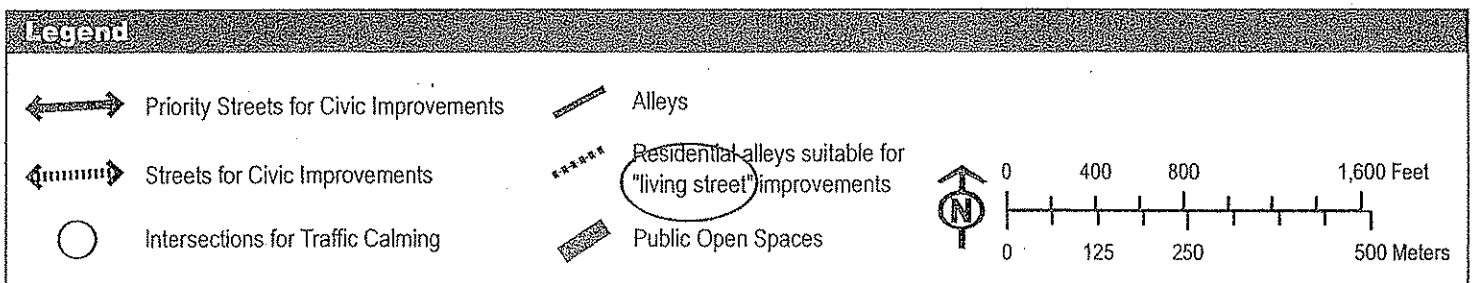 Legend
Priority Streets for Civic Improvements
Streets for Civic Improvements
Intersections for Traffic Calming
Alleys
Residential alleys suitable for
"living street" improvements
Public Open Spaces
N
0 400 800 1,600 Feet
0 125 250 500 Meters